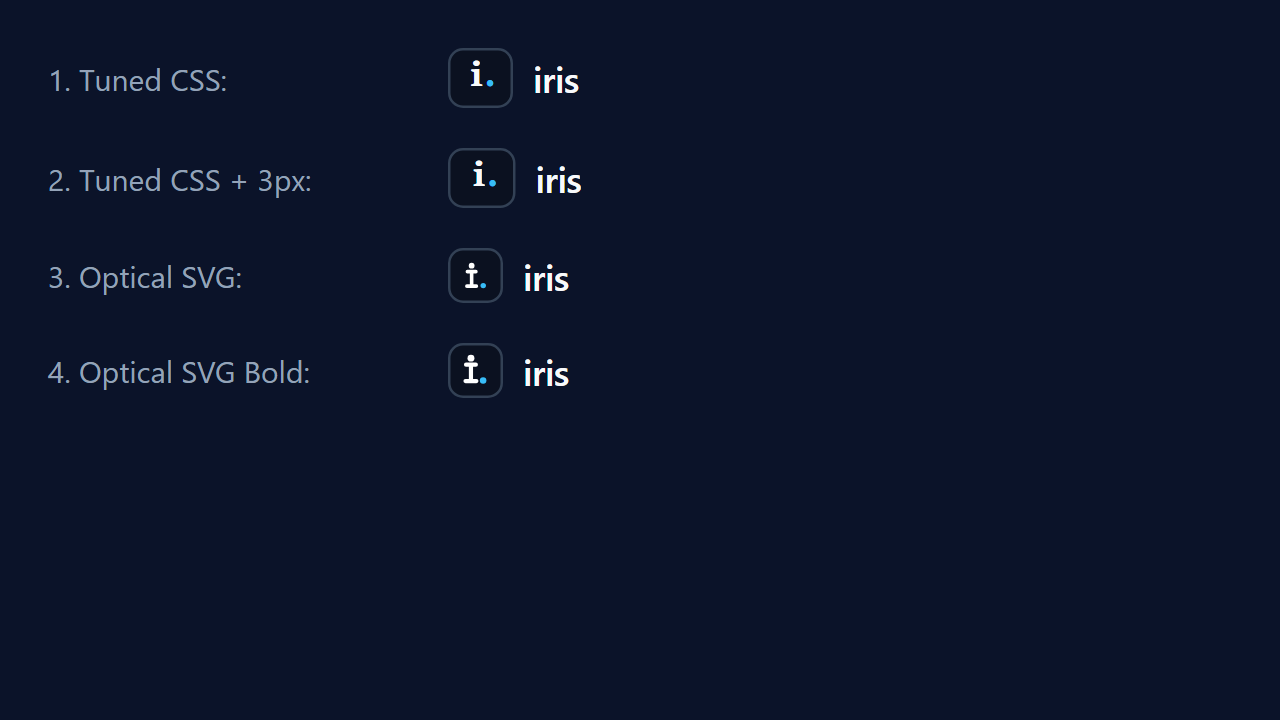 1. Tuned CSS: i. iris
2. Tuned CSS + 3px: i. iris
3. Optical SVG: i. iris
4. Optical SVG Bold: i. iris